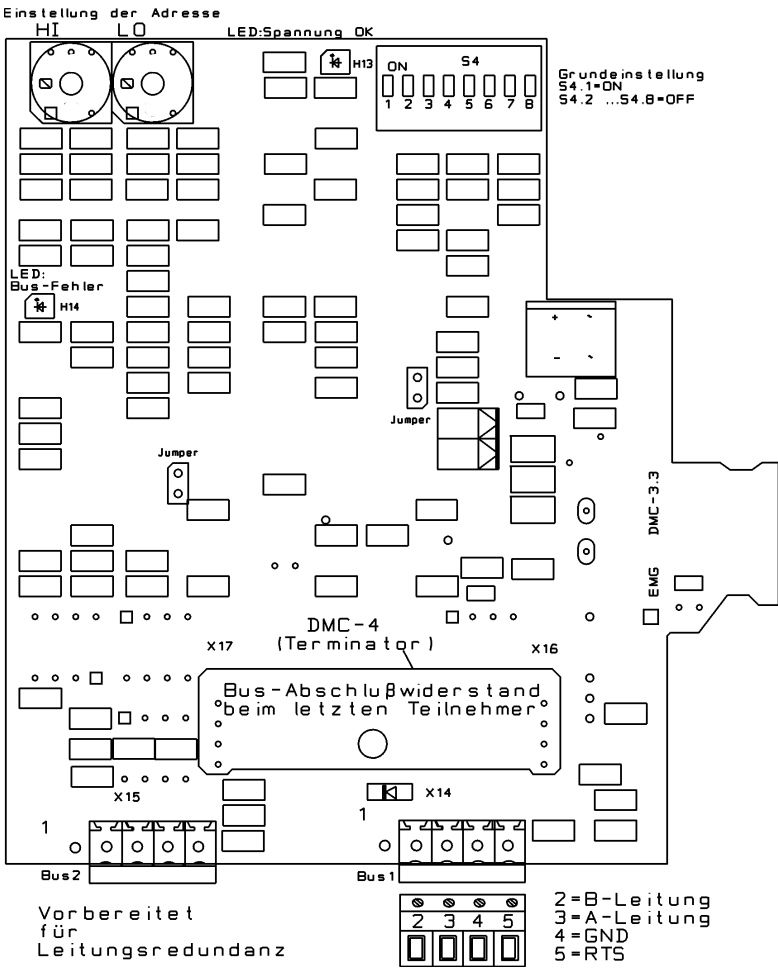 Einstellung der Adresse
HI LO
LED:Spannung OK
H13
ON S4
1 2 3 4 5 6 7 8
Grundeinstellung
S4.1=ON
S4.2 ...S4.8=OFF
LED:
Bus-Fehler
H14
+ ~
- ~
Jumper
Jumper
DMC-3.3
EMG
DMC-4
(Terminator)
X17
X16
Bus-Abschlußwiderstand
beim letzten Teilnehmer
X15
X14
1
1
Bus2
Bus1
Vorbereitet
für
Leitungsredundanz
2 3 4 5
2=B-Leitung
3=A-Leitung
4=GND
5=RTS